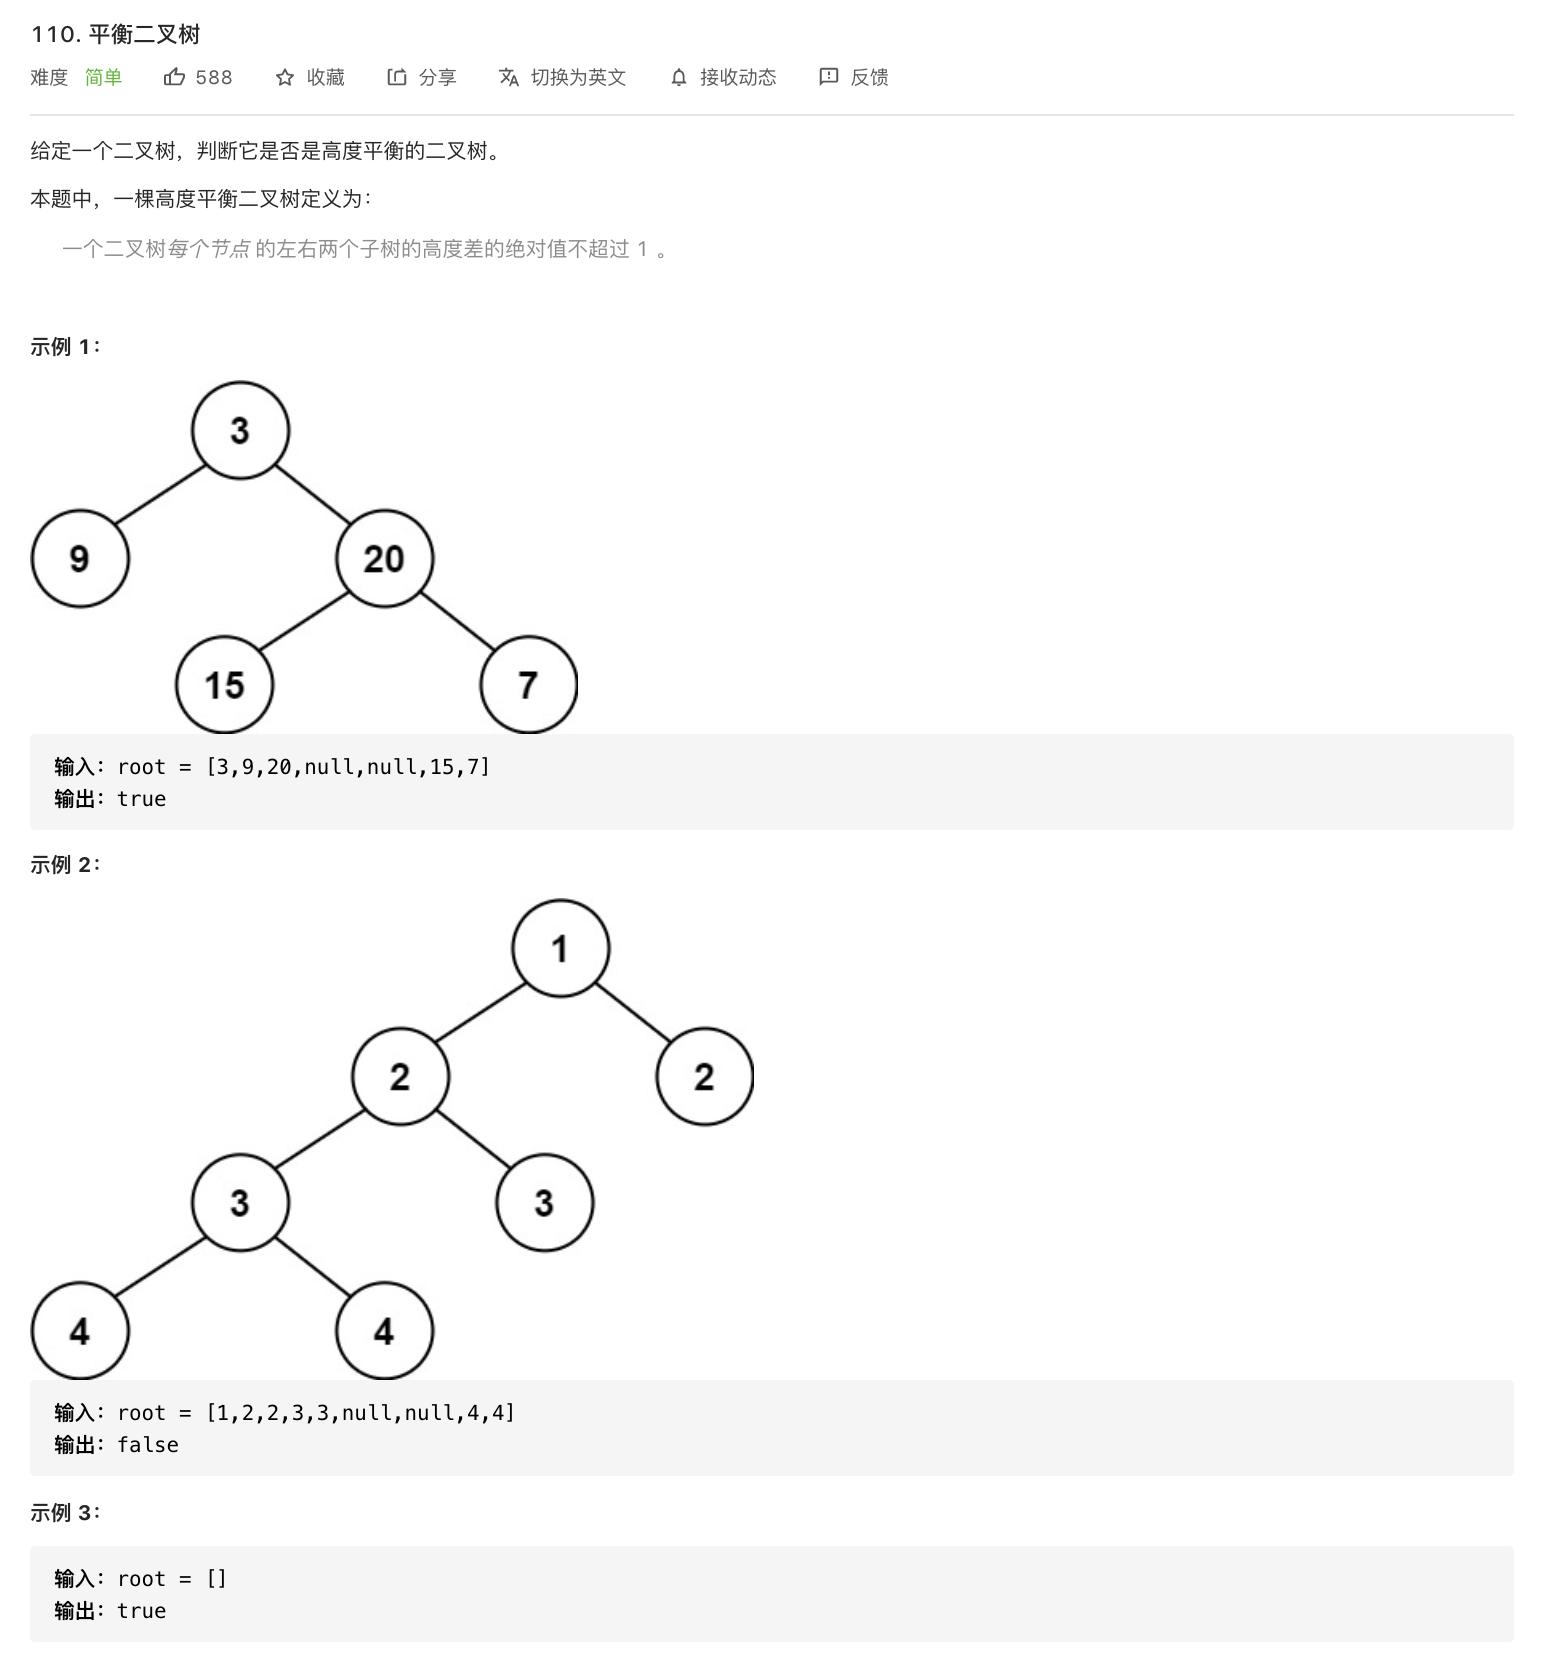 110. 平衡二叉树
难度 简单 588 收藏 分享 切换为英文 接收动态 反馈
给定一个二叉树，判断它是否是高度平衡的二叉树。
本题中，一棵高度平衡二叉树定义为：
一个二叉树每个节点 的左右两个子树的高度差的绝对值不超过 1 。
示例 1：
3
9 20
15 7
输入：root = [3,9,20,null,null,15,7]
输出：true
示例 2：
1
2 2
3 3
4 4
输入：root = [1,2,2,3,3,null,null,4,4]
输出：false
示例 3：
输入：root = []
输出：true